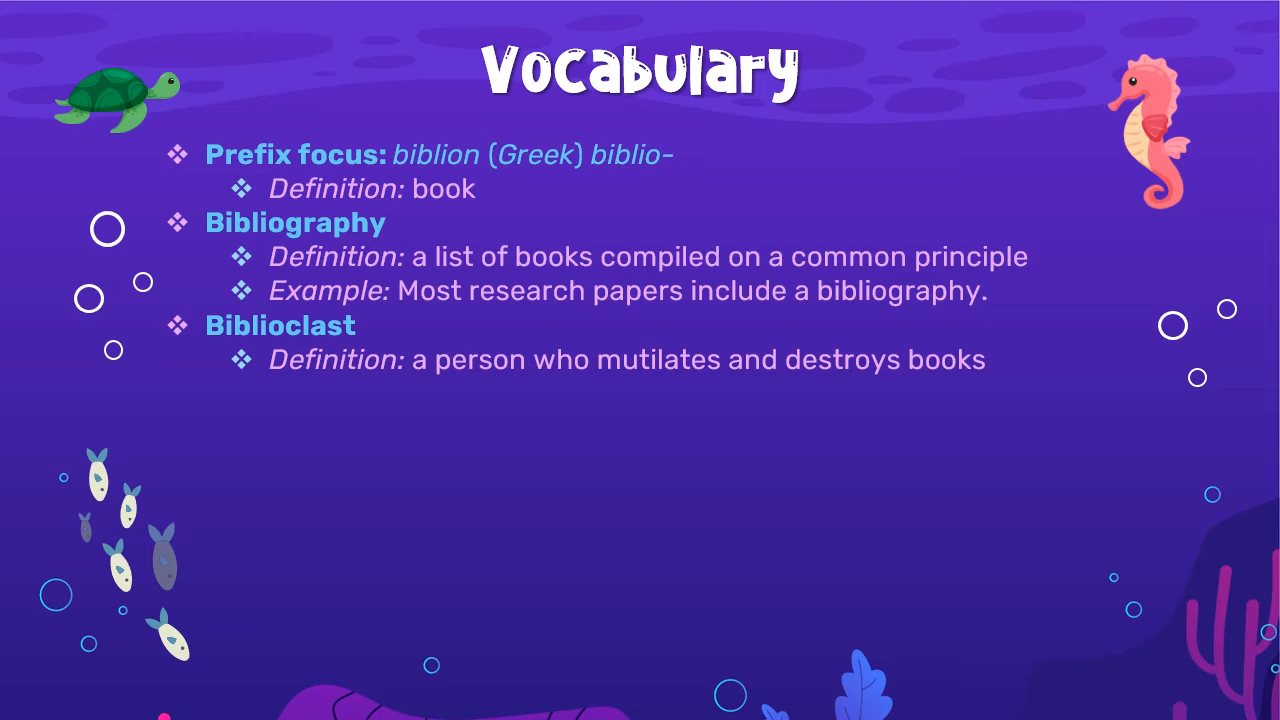 Vocabulary
❖ Prefix focus: biblion (Greek) biblio-
❖ Definition: book
❖ Bibliography
❖ Definition: a list of books compiled on a common principle
❖ Example: Most research papers include a bibliography.
❖ Biblioclast
❖ Definition: a person who mutilates and destroys books